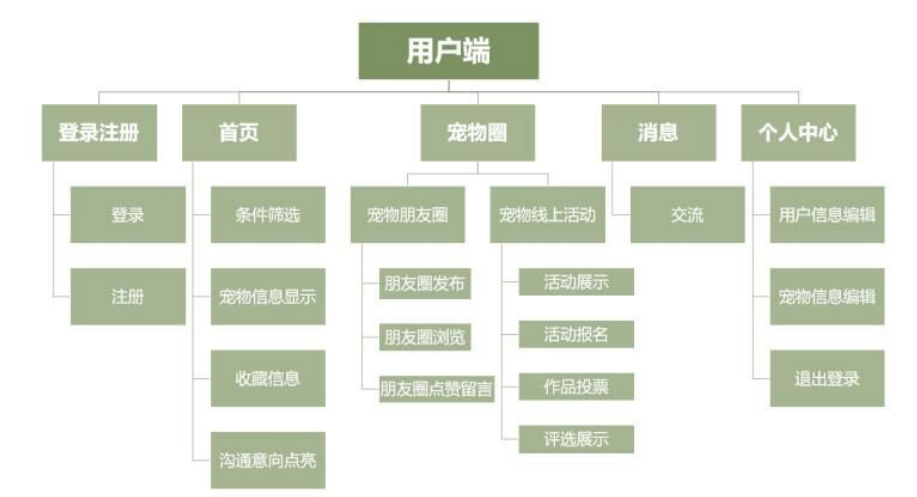 用户端
登录注册
首页
宠物圈
消息
个人中心
登录
条件筛选
宠物朋友圈
宠物线上活动
交流
用户信息编辑
注册
宠物信息显示
朋友圈发布
活动展示
宠物信息编辑
朋友圈浏览
活动报名
收藏信息
朋友圈点赞留言
作品投票
退出登录
评选展示
沟通意向点亮